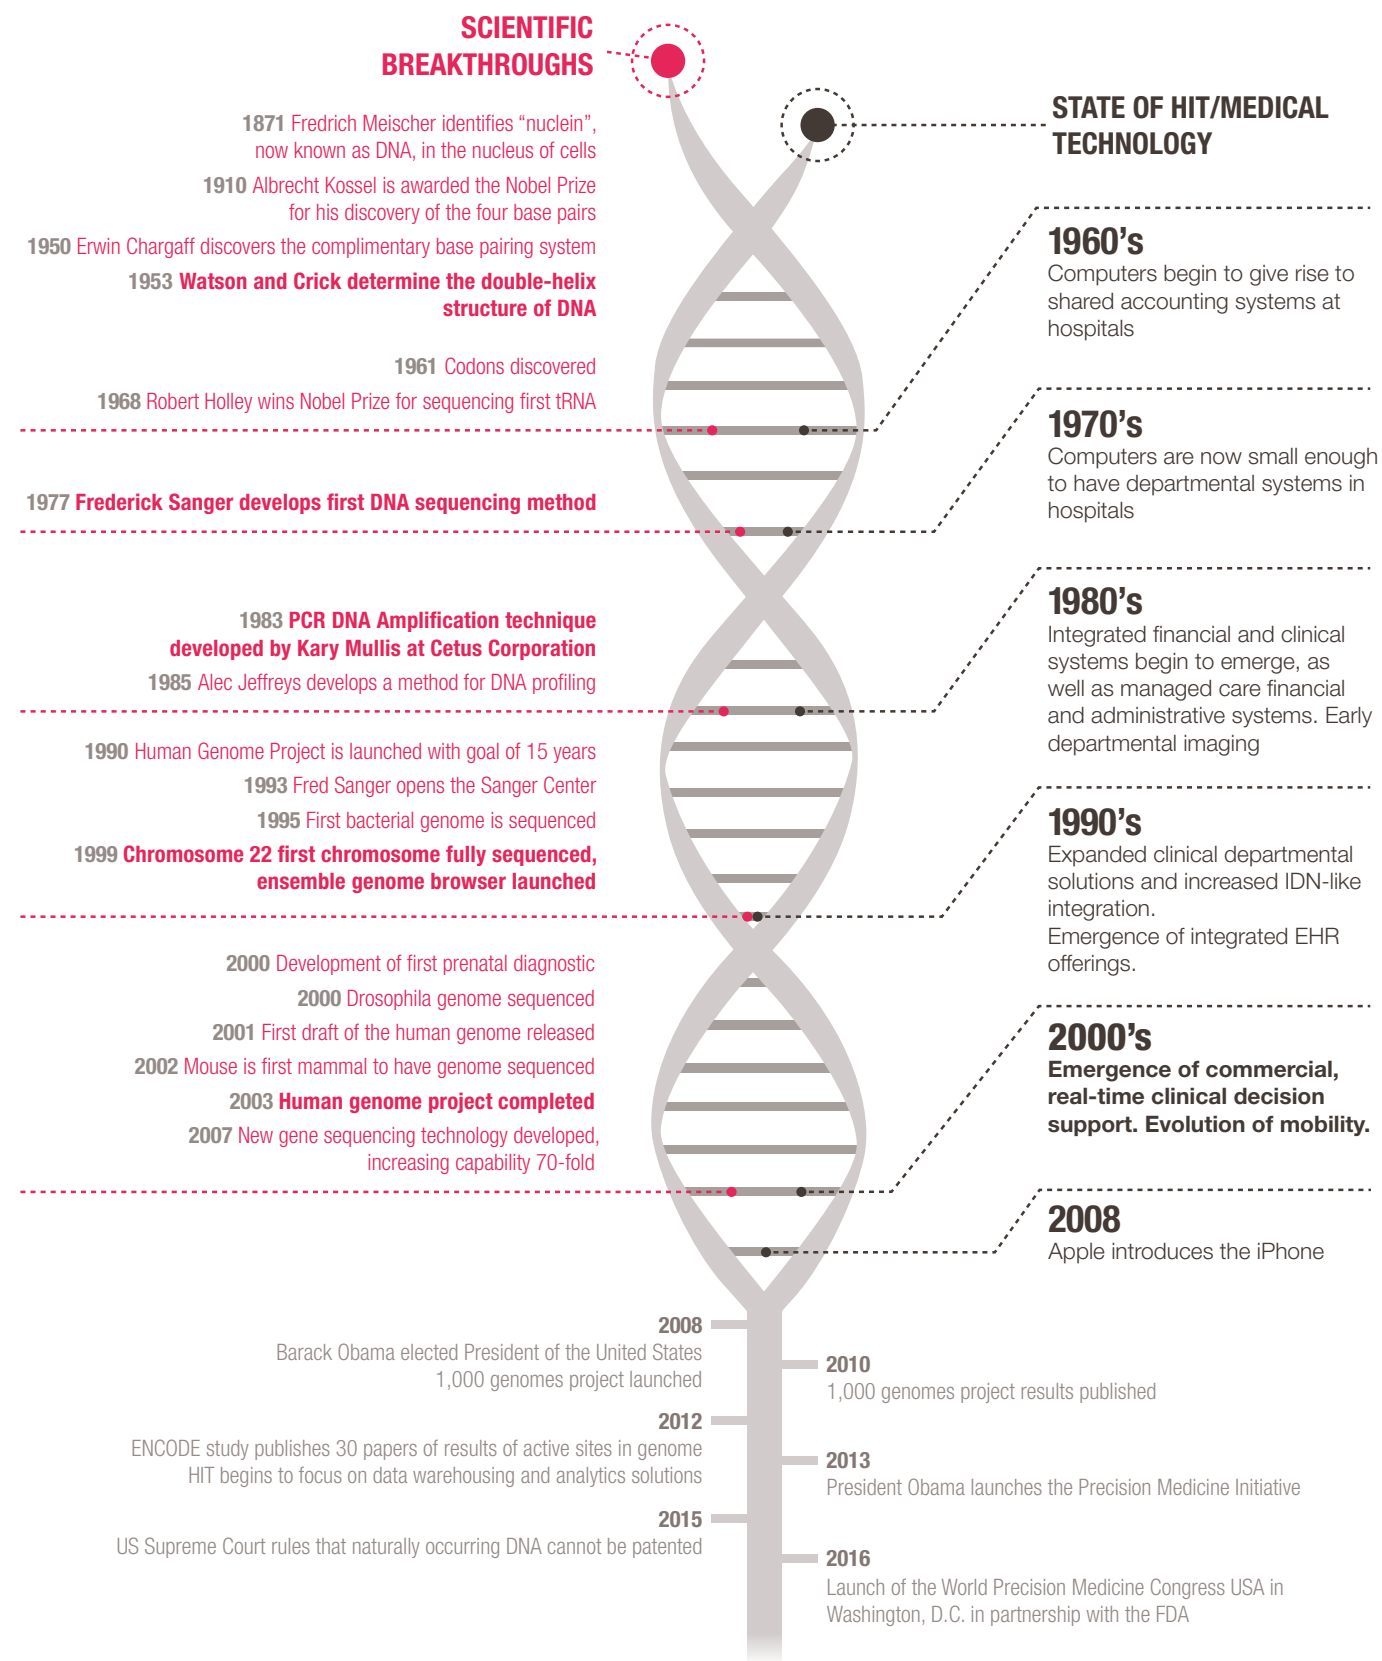 SCIENTIFIC
BREAKTHROUGHS
1871 Fredrich Meischer identifies “nuclein”,
now known as DNA, in the nucleus of cells
1910 Albrecht Kossel is awarded the Nobel Prize
for his discovery of the four base pairs
1950 Erwin Chargaff discovers the complimentary base pairing system
1953 Watson and Crick determine the double-helix
structure of DNA
1961 Codons discovered
1968 Robert Holley wins Nobel Prize for sequencing first tRNA
1977 Frederick Sanger develops first DNA sequencing method
1983 PCR DNA Amplification technique
developed by Kary Mullis at Cetus Corporation
1985 Alec Jeffreys develops a method for DNA profiling
1990 Human Genome Project is launched with goal of 15 years
1993 Fred Sanger opens the Sanger Center
1995 First bacterial genome is sequenced
1999 Chromosome 22 first chromosome fully sequenced,
ensemble genome browser launched
2000 Development of first prenatal diagnostic
2000 Drosophila genome sequenced
2001 First draft of the human genome released
2002 Mouse is first mammal to have genome sequenced
2003 Human genome project completed
2007 New gene sequencing technology developed,
increasing capability 70-fold
STATE OF HIT/MEDICAL
TECHNOLOGY
1960's
Computers begin to give rise to
shared accounting systems at
hospitals
1970's
Computers are now small enough
to have departmental systems in
hospitals
1980's
Integrated financial and clinical
systems begin to emerge, as
well as managed care financial
and administrative systems. Early
departmental imaging
1990's
Expanded clinical departmental
solutions and increased IDN-like
integration.
Emergence of integrated EHR
offerings.
2000's
Emergence of commercial,
real-time clinical decision
support. Evolution of mobility.
2008
Apple introduces the iPhone
2008
Barack Obama elected President of the United States
1,000 genomes project launched
2010
1,000 genomes project results published
2012
ENCODE study publishes 30 papers of results of active sites in genome
HIT begins to focus on data warehousing and analytics solutions
2013
President Obama launches the Precision Medicine Initiative
2015
US Supreme Court rules that naturally occurring DNA cannot be patented
2016
Launch of the World Precision Medicine Congress USA in
Washington, D.C. in partnership with the FDA